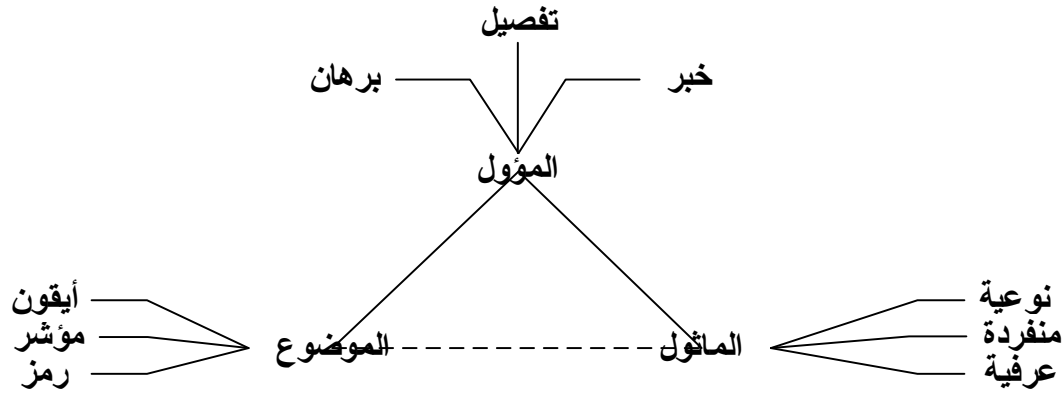 تفصيل
خبر
برهان
المؤول
نوعية
أيقون
منفردة
مؤشر
الماثول
الموضوع
عرفية
رمز